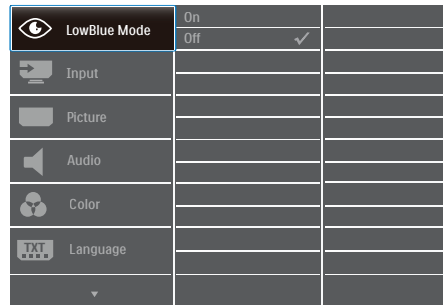 LowBlue Mode
On
Off
Input
Picture
Audio
Color
TXT
Language